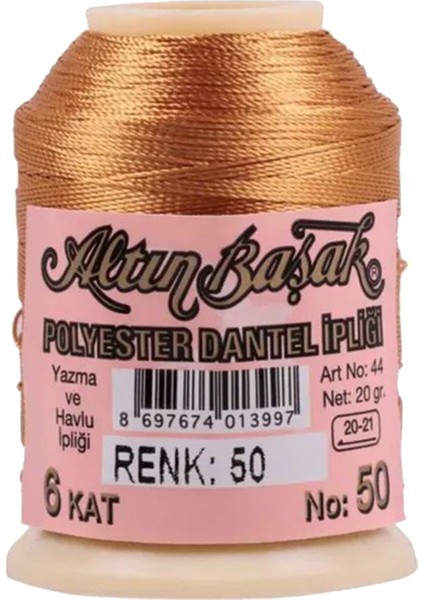 Altın Başak ®
POLYESTER DANTEL İPLİĞİ
Yazma
ve
Havlu
İpliği
8 697674 013997
Art No: 44
Net: 20 gr.
20-21
RENK: 50
6 KAT
No: 50